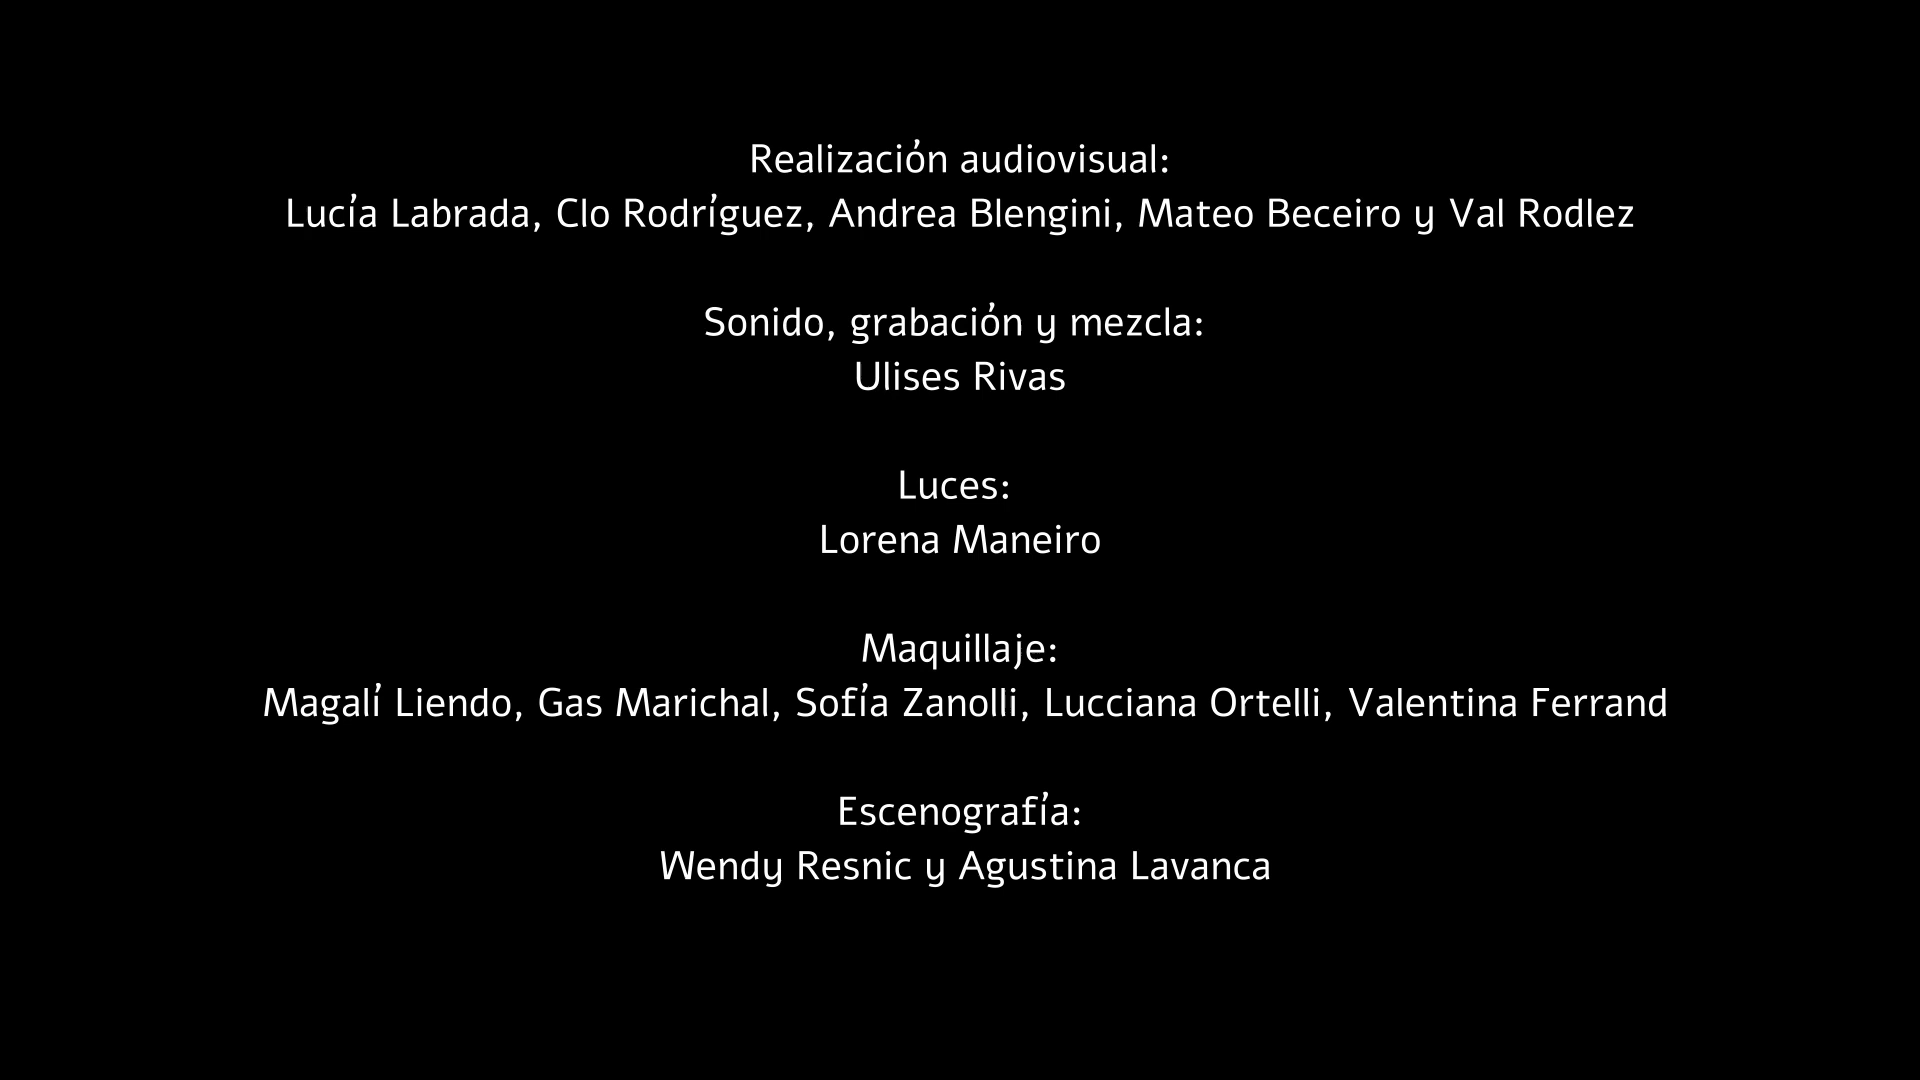 Realización audiovisual:
Lucía Labrada, Clo Rodríguez, Andrea Blengini, Mateo Beceiro y Val Rodlez
Sonido, grabación y mezcla:
Ulises Rivas
Luces:
Lorena Maneiro
Maquillaje:
Magalí Liendo, Gas Marichal, Sofía Zanolli, Lucciana Ortelli, Valentina Ferrand
Escenografía:
Wendy Resnic y Agustina Lavanca